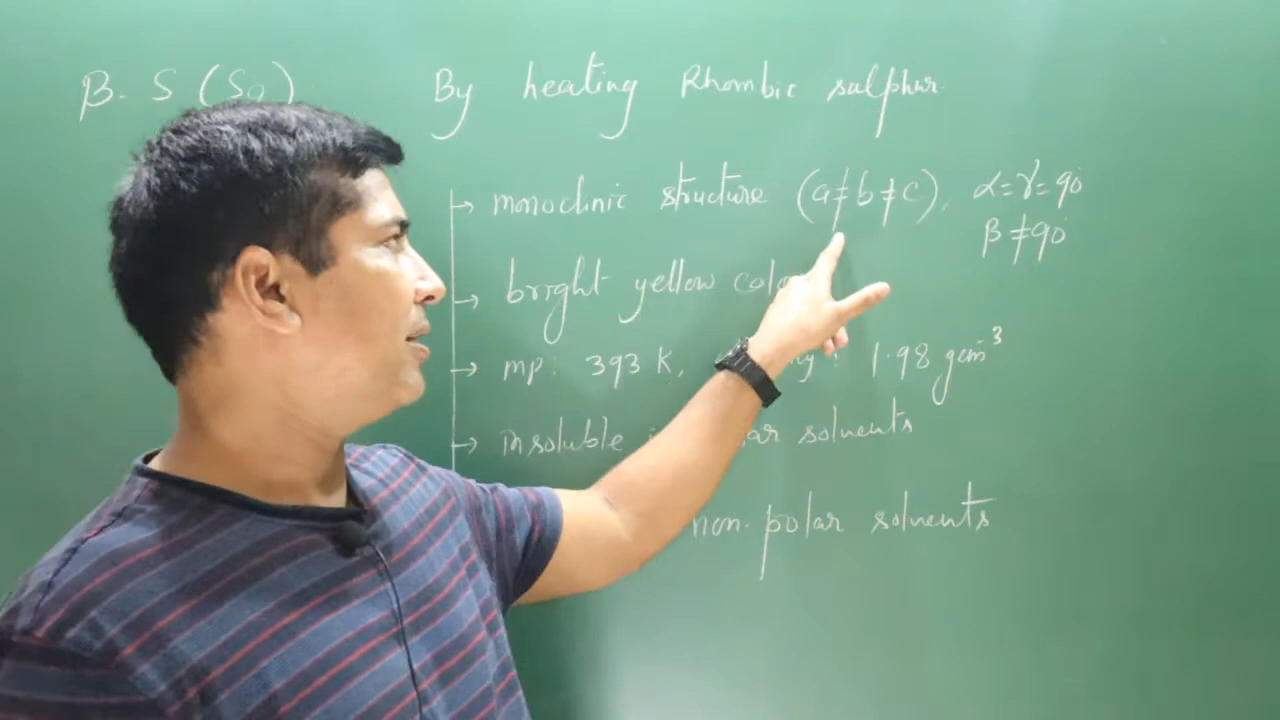 β- S (S8) By heating Rhombic sulphur
→ monoclinic structure (a≠b≠c), α=γ=90°
β≠90°
→ bright yellow
→ mp: 393 K, : 1.98 gcm⁻³
→ insoluble solvents
non-polar solvents